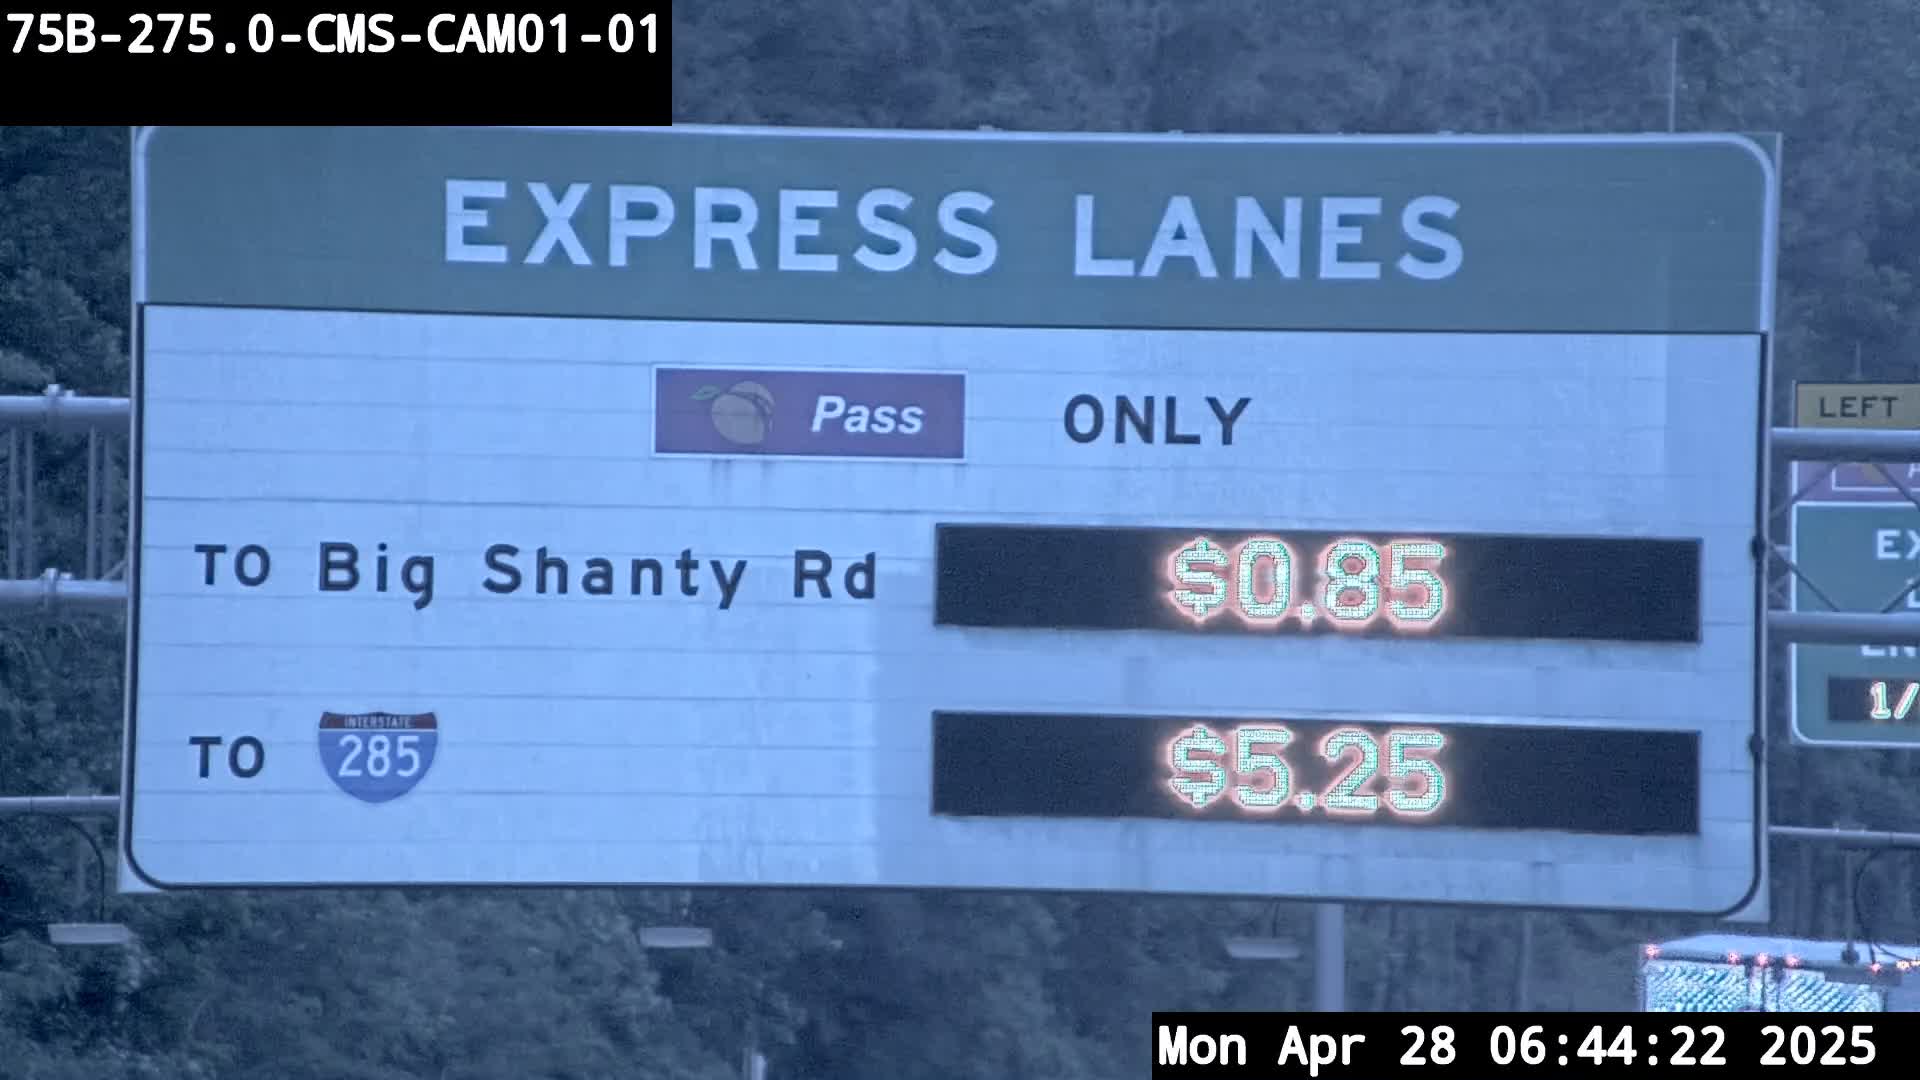 75B-275.0-CMS-CAM01-01
EXPRESS LANES
Pass ONLY
TO Big Shanty Rd $0.85
TO INTERSTATE 285 $5.25
LEFT
1/
Mon Apr 28 06:44:22 2025